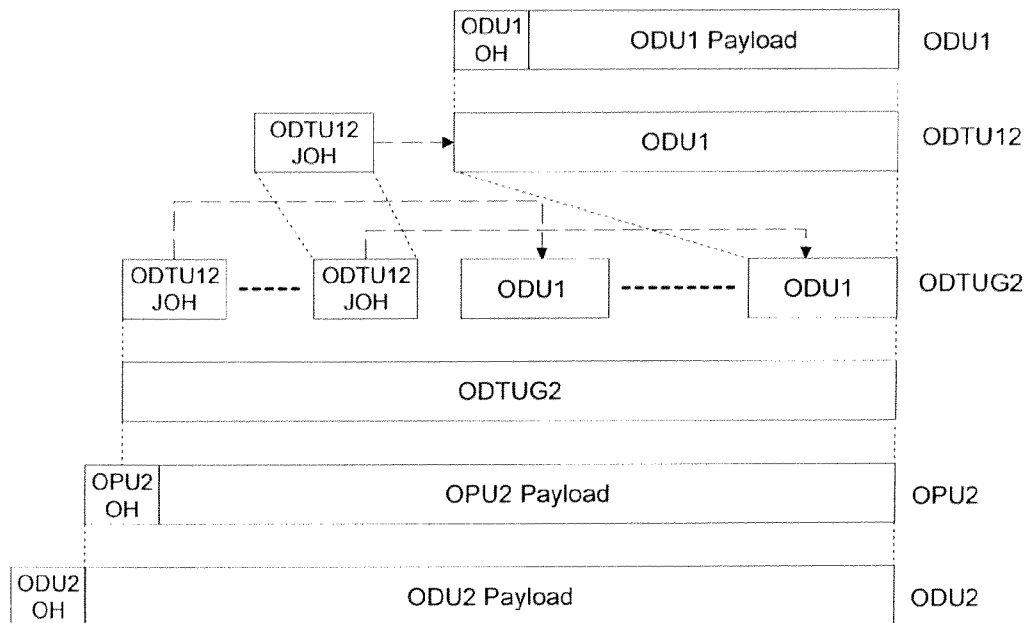 ODU1
OH
ODU1 Payload
ODU1
ODTU12
JOH
ODU1
ODTU12
ODTU12
JOH
ODTU12
JOH
ODU1
ODU1
ODTUG2
ODTUG2
OPU2
OH
OPU2 Payload
OPU2
ODU2
OH
ODU2 Payload
ODU2